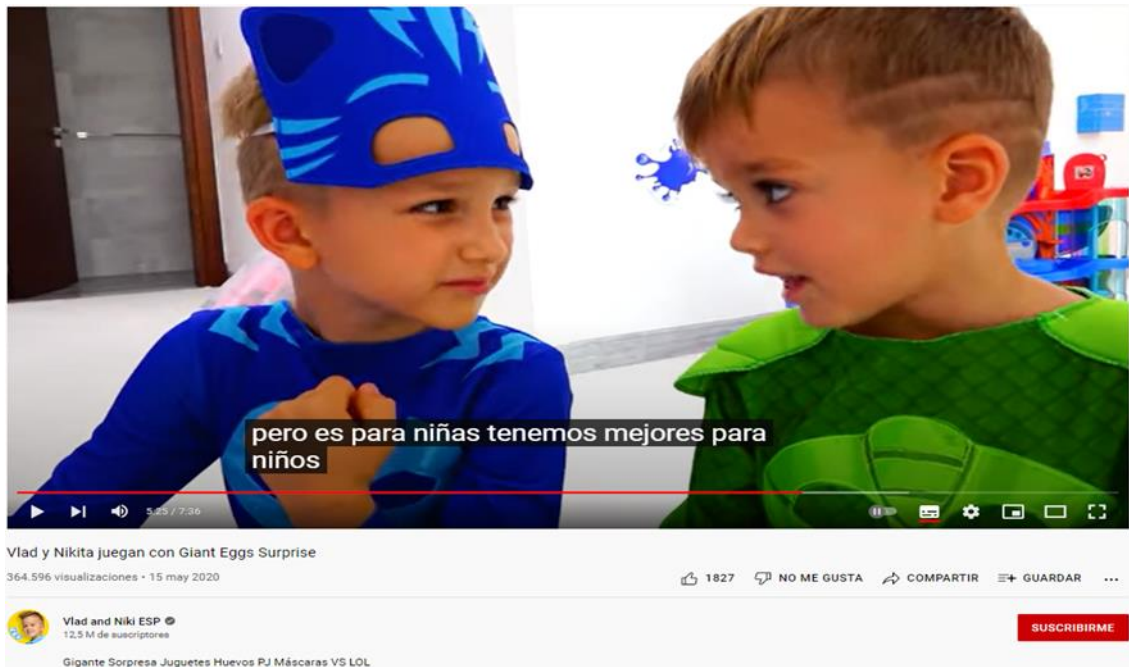 pero es para niñas tenemos mejores para
niños
5:25 / 7:36
Vlad y Nikita juegan con Giant Eggs Surprise
364.596 visualizaciones • 15 may 2020
1827 NO ME GUSTA COMPARTIR GUARDAR ...
Vlad and Niki ESP
12,5 M de suscriptores
SUSCRIBIRME
Gigante Sorpresa Juguetes Huevos PJ Máscaras VS LOL